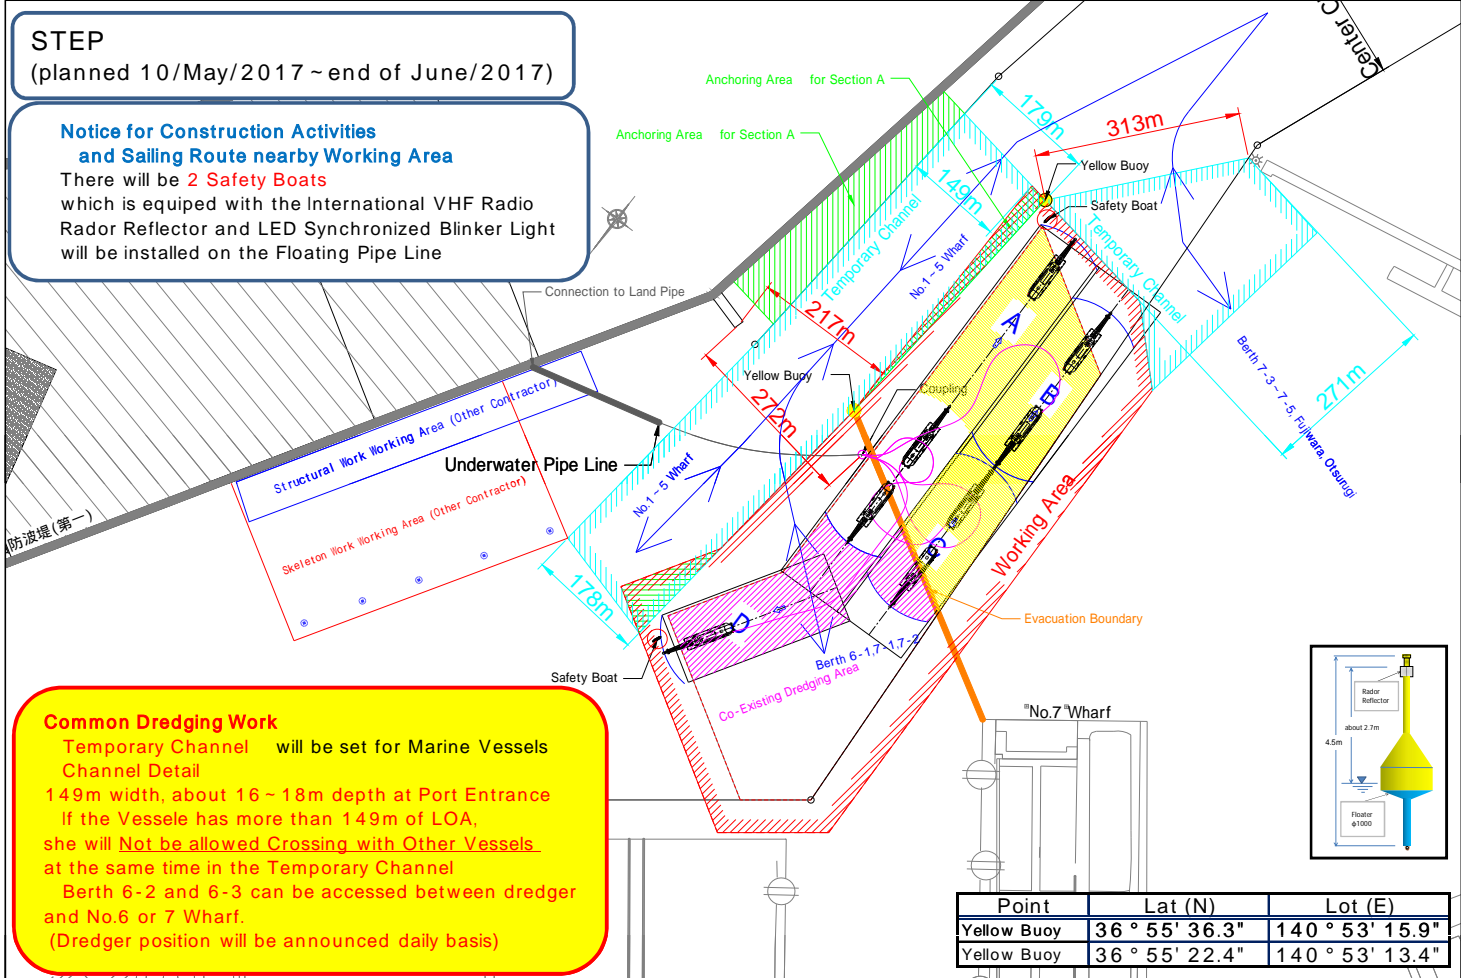 STEP
(planned 10/May/2017~end of June/2017)
Notice for Construction Activities
and Sailing Route nearby Working Area
There will be 2 Safety Boats
which is equiped with the International VHF Radio
Rador Reflector and LED Synchronized Blinker Light
will be installed on the Floating Pipe Line
Anchoring Area for Section A
Anchoring Area for Section A
179m
313m
Center C
Yellow Buoy
Safety Boat
149m
Temporary Channel
Temporary Channel
No.1~5 Wharf
Connection to Land Pipe
217m
272m
Yellow Buoy
Coupling
A
B
C
D
271m
Berth 7-3~7-5, Fujiwara, Otsurugi
Structural Work Working Area (Other Contractor)
Skeleton Work Working Area (Other Contractor)
Underwater Pipe Line
No.1~5 Wharf
防波堤(第一)
Working Area
178m
Evacuation Boundary
Berth 6-1,7-1,7-2
Co-Existing Dredging Area
Safety Boat
No.7 Wharf
Common Dredging Work
Temporary Channel will be set for Marine Vessels
Channel Detail
149m width, about 16~18m depth at Port Entrance
If the Vessele has more than 149m of LOA,
she will Not be allowed Crossing with Other Vessels
at the same time in the Temporary Channel
Berth 6-2 and 6-3 can be accessed between dredger
and No.6 or 7 Wharf.
(Dredger position will be announced daily basis)
Rador
Reflector
about 2.7m
4.5m
Floater
φ1000
Point Lat (N) Lot (E)
Yellow Buoy 36 ° 55' 36.3" 140 ° 53' 15.9"
Yellow Buoy 36 ° 55' 22.4" 140 ° 53' 13.4"